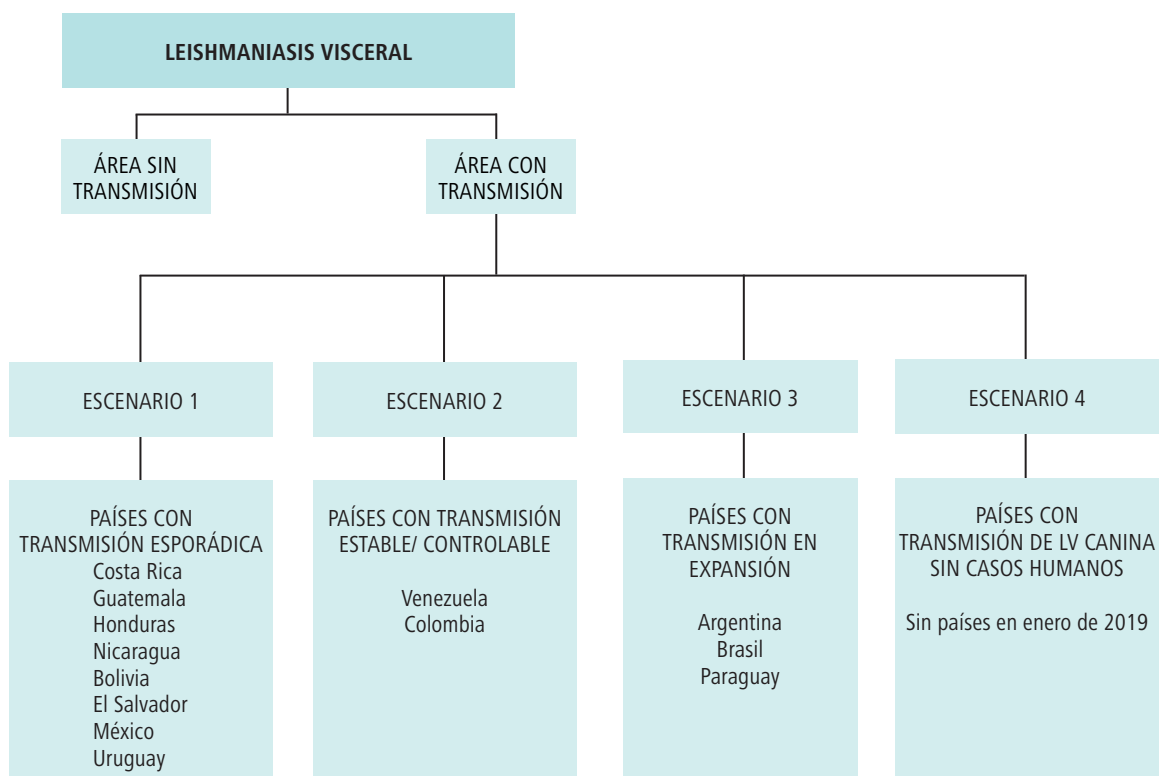 LEISHMANIASIS VISCERAL
ÁREA SIN
TRANSMISIÓN
ÁREA CON
TRANSMISIÓN
ESCENARIO 1
ESCENARIO 2
ESCENARIO 3
ESCENARIO 4
PAÍSES CON
TRANSMISIÓN ESPORÁDICA
Costa Rica
Guatemala
Honduras
Nicaragua
Bolivia
El Salvador
México
Uruguay
PAÍSES CON TRANSMISIÓN
ESTABLE/ CONTROLABLE
Venezuela
Colombia
PAÍSES CON
TRANSMISIÓN EN
EXPANSIÓN
Argentina
Brasil
Paraguay
PAÍSES CON
TRANSMISIÓN DE LV CANINA
SIN CASOS HUMANOS
Sin países en enero de 2019